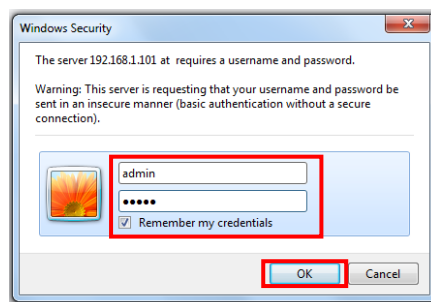 Windows Security
The server 192.168.1.101 at  requires a username and password.
Warning: This server is requesting that your username and password be
sent in an insecure manner (basic authentication without a secure
connection).
admin
•••••
Remember my credentials
OK
Cancel